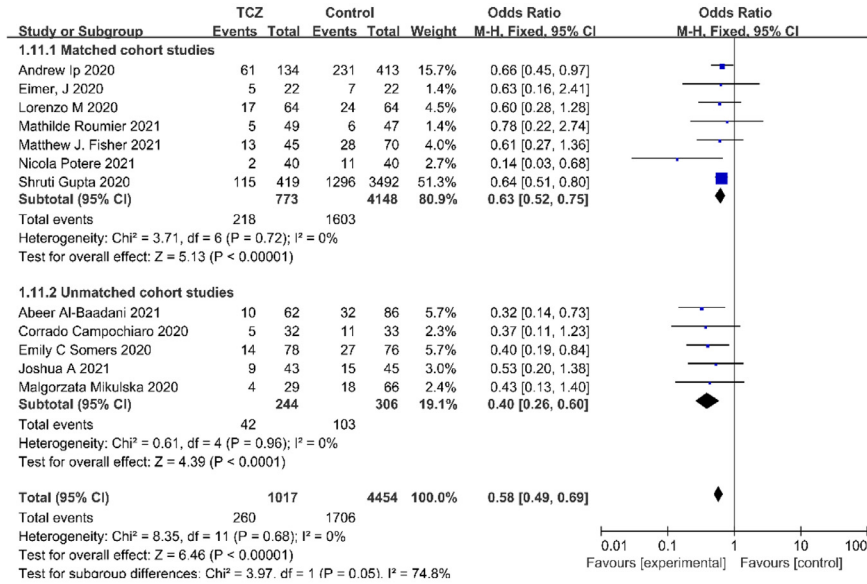 TCZ Control Odds Ratio Odds Ratio
Study or Subgroup Events Total Events Total Weight M-H, Fixed, 95% CI M-H, Fixed, 95% CI
1.11.1 Matched cohort studies
Andrew Ip 2020 61 134 231 413 15.7% 0.66 [0.45, 0.97]
Eimer, J 2020 5 22 7 22 1.4% 0.63 [0.16, 2.41]
Lorenzo M 2020 17 64 24 64 4.5% 0.60 [0.28, 1.28]
Mathilde Roumier 2021 5 49 6 47 1.4% 0.78 [0.22, 2.74]
Matthew J. Fisher 2021 13 45 28 70 4.0% 0.61 [0.27, 1.36]
Nicola Potere 2021 2 40 11 40 2.7% 0.14 [0.03, 0.68]
Shruti Gupta 2020 115 419 1296 3492 51.3% 0.64 [0.51, 0.80]
Subtotal (95% CI) 773 4148 80.9% 0.63 [0.52, 0.75]
Total events 218 1603
Heterogeneity: Chi² = 3.71, df = 6 (P = 0.72); I² = 0%
Test for overall effect: Z = 5.13 (P < 0.00001)
1.11.2 Unmatched cohort studies
Abeer Al-Baadani 2021 10 62 32 86 5.7% 0.32 [0.14, 0.73]
Corrado Campochiaro 2020 5 32 11 33 2.3% 0.37 [0.11, 1.23]
Emily C Somers 2020 14 78 27 76 5.7% 0.40 [0.19, 0.84]
Joshua A 2021 9 43 15 45 3.0% 0.53 [0.20, 1.38]
Malgorzata Mikulska 2020 4 29 18 66 2.4% 0.43 [0.13, 1.40]
Subtotal (95% CI) 244 306 19.1% 0.40 [0.26, 0.60]
Total events 42 103
Heterogeneity: Chi² = 0.61, df = 4 (P = 0.96); I² = 0%
Test for overall effect: Z = 4.39 (P < 0.0001)
Total (95% CI) 1017 4454 100.0% 0.58 [0.49, 0.69]
Total events 260 1706
Heterogeneity: Chi² = 8.35, df = 11 (P = 0.68); I² = 0%
Test for overall effect: Z = 6.46 (P < 0.00001)
Test for subgroup differences: Chi² = 3.97, df = 1 (P = 0.05), I² = 74.8%
0.01 0.1 1 10 100
Favours [experimental] Favours [control]